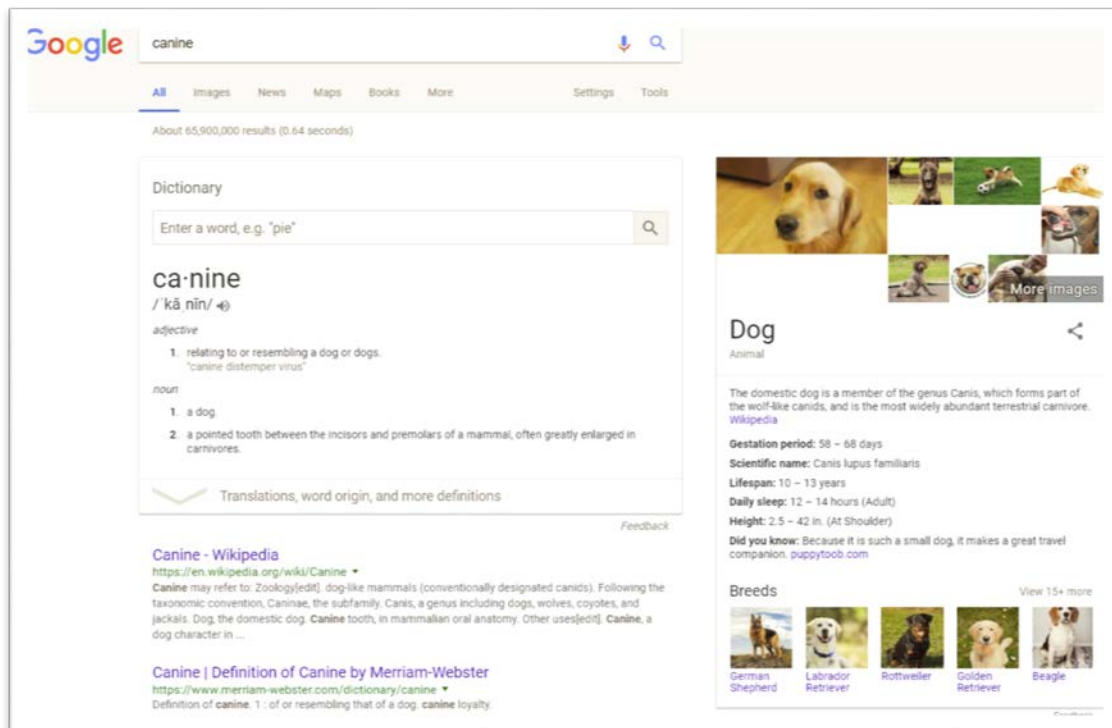 Google
canine
All Images News Maps Books More Settings Tools
About 65,900,000 results (0.64 seconds)
Dictionary
Enter a word, e.g. "pie"
ca·nine
/ˈkāˌnīn/
adjective
1. relating to or resembling a dog or dogs.
"canine distemper virus"
noun
1. a dog.
2. a pointed tooth between the incisors and premolars of a mammal, often greatly enlarged in
carnivores.
Translations, word origin, and more definitions
Feedback
Canine - Wikipedia
https://en.wikipedia.org/wiki/Canine
Canine may refer to: Zoology[edit]. dog-like mammals (conventionally designated canids). Following the
taxonomic convention, Caninae, the subfamily. Canis, a genus including dogs, wolves, coyotes, and
jackals. Dog, the domestic dog. Canine tooth, in mammalian oral anatomy. Other uses[edit]. Canine, a
dog character in ...
Canine | Definition of Canine by Merriam-Webster
https://www.merriam-webster.com/dictionary/canine
Definition of canine. 1 : of or resembling that of a dog. canine loyalty.
More images
Dog
Animal
The domestic dog is a member of the genus Canis, which forms part of
the wolf-like canids, and is the most widely abundant terrestrial carnivore.
Wikipedia
Gestation period: 58 – 68 days
Scientific name: Canis lupus familiaris
Lifespan: 10 – 13 years
Daily sleep: 12 – 14 hours (Adult)
Height: 2.5 – 42 in. (At Shoulder)
Did you know: Because it is such a small dog, it makes a great travel
companion. puppytoob.com
Breeds View 15+ more
German Shepherd
Labrador Retriever
Rottweiler
Golden Retriever
Beagle
Feedback